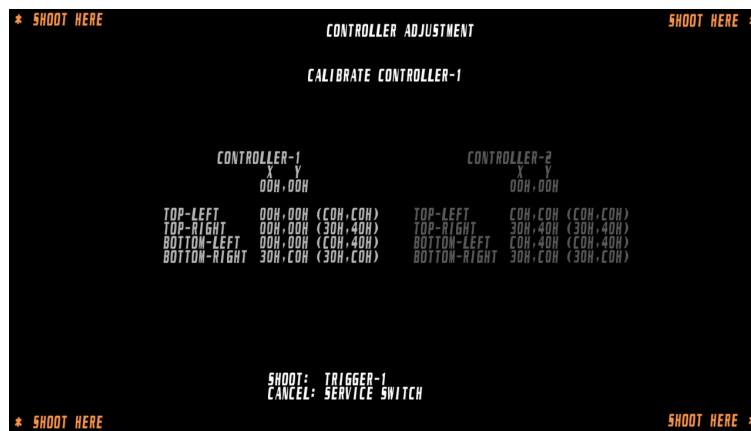 * SHOOT HERE
SHOOT HERE *
CONTROLLER ADJUSTMENT
CALIBRATE CONTROLLER-1
CONTROLLER-1
X Y
00H,00H
TOP-LEFT 00H,00H (C0H,C0H)
TOP-RIGHT 00H,00H (30H,40H)
BOTTOM-LEFT 00H,00H (C0H,40H)
BOTTOM-RIGHT 30H,C0H (30H,C0H)
CONTROLLER-2
X Y
00H,00H
TOP-LEFT C0H,C0H (C0H,C0H)
TOP-RIGHT 30H,40H (30H,40H)
BOTTOM-LEFT C0H,40H (C0H,40H)
BOTTOM-RIGHT 30H,C0H (30H,C0H)
SHOOT: TRIGGER-1
CANCEL: SERVICE SWITCH
* SHOOT HERE
SHOOT HERE *